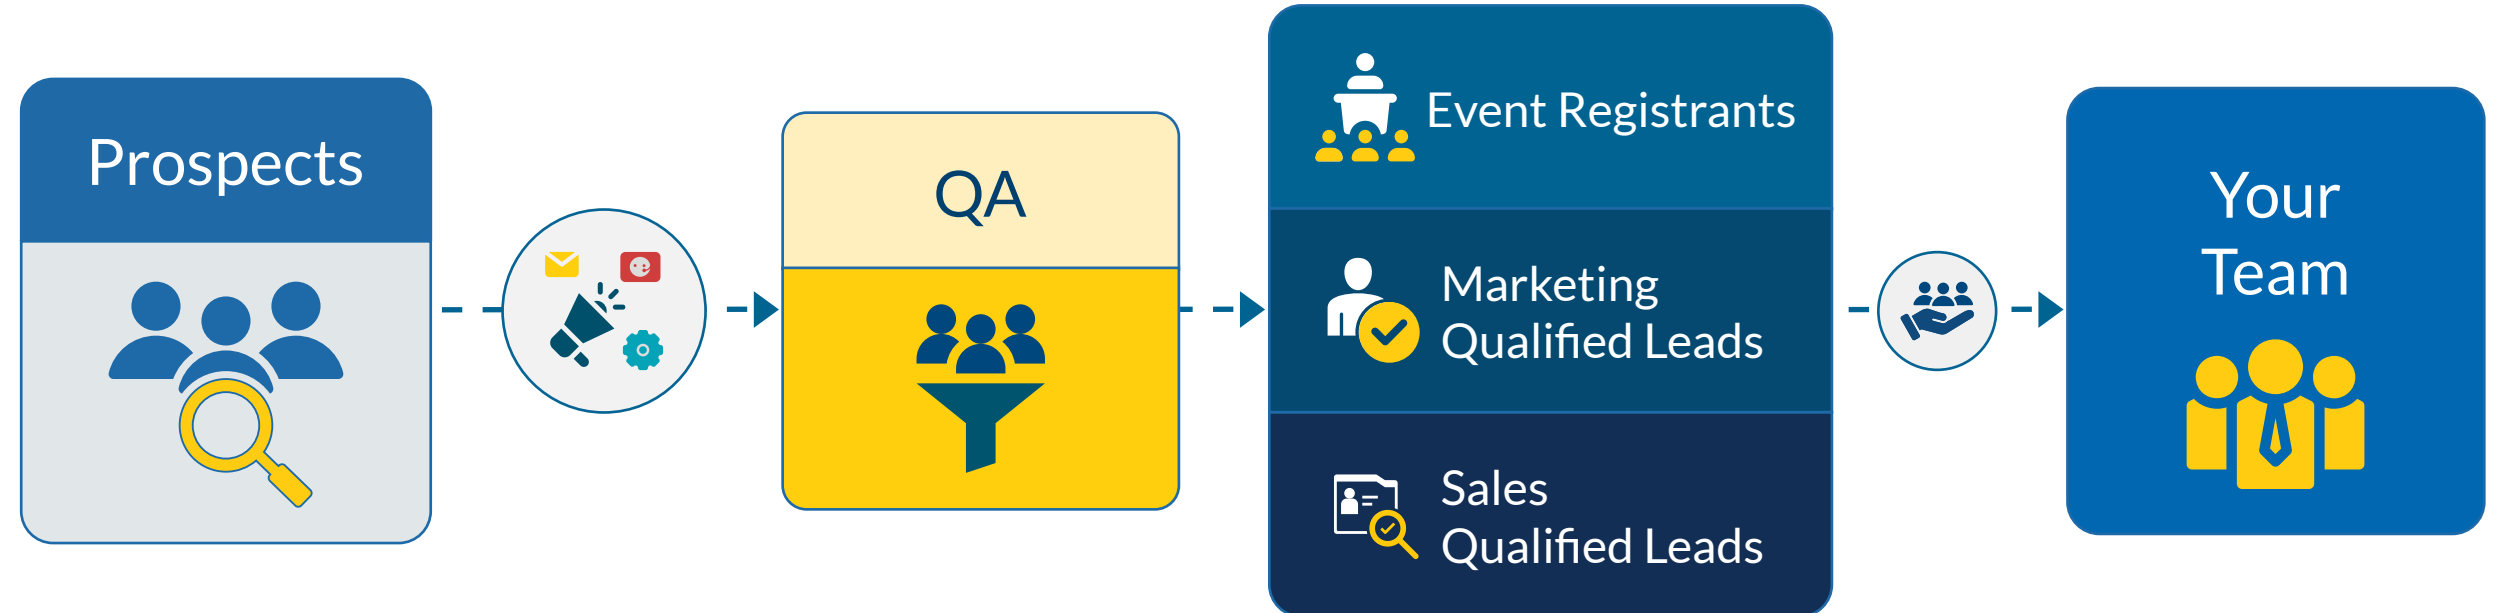 Prospects
QA
Event Registrants
Marketing
Qualified Leads
Sales
Qualified Leads
Your
Team